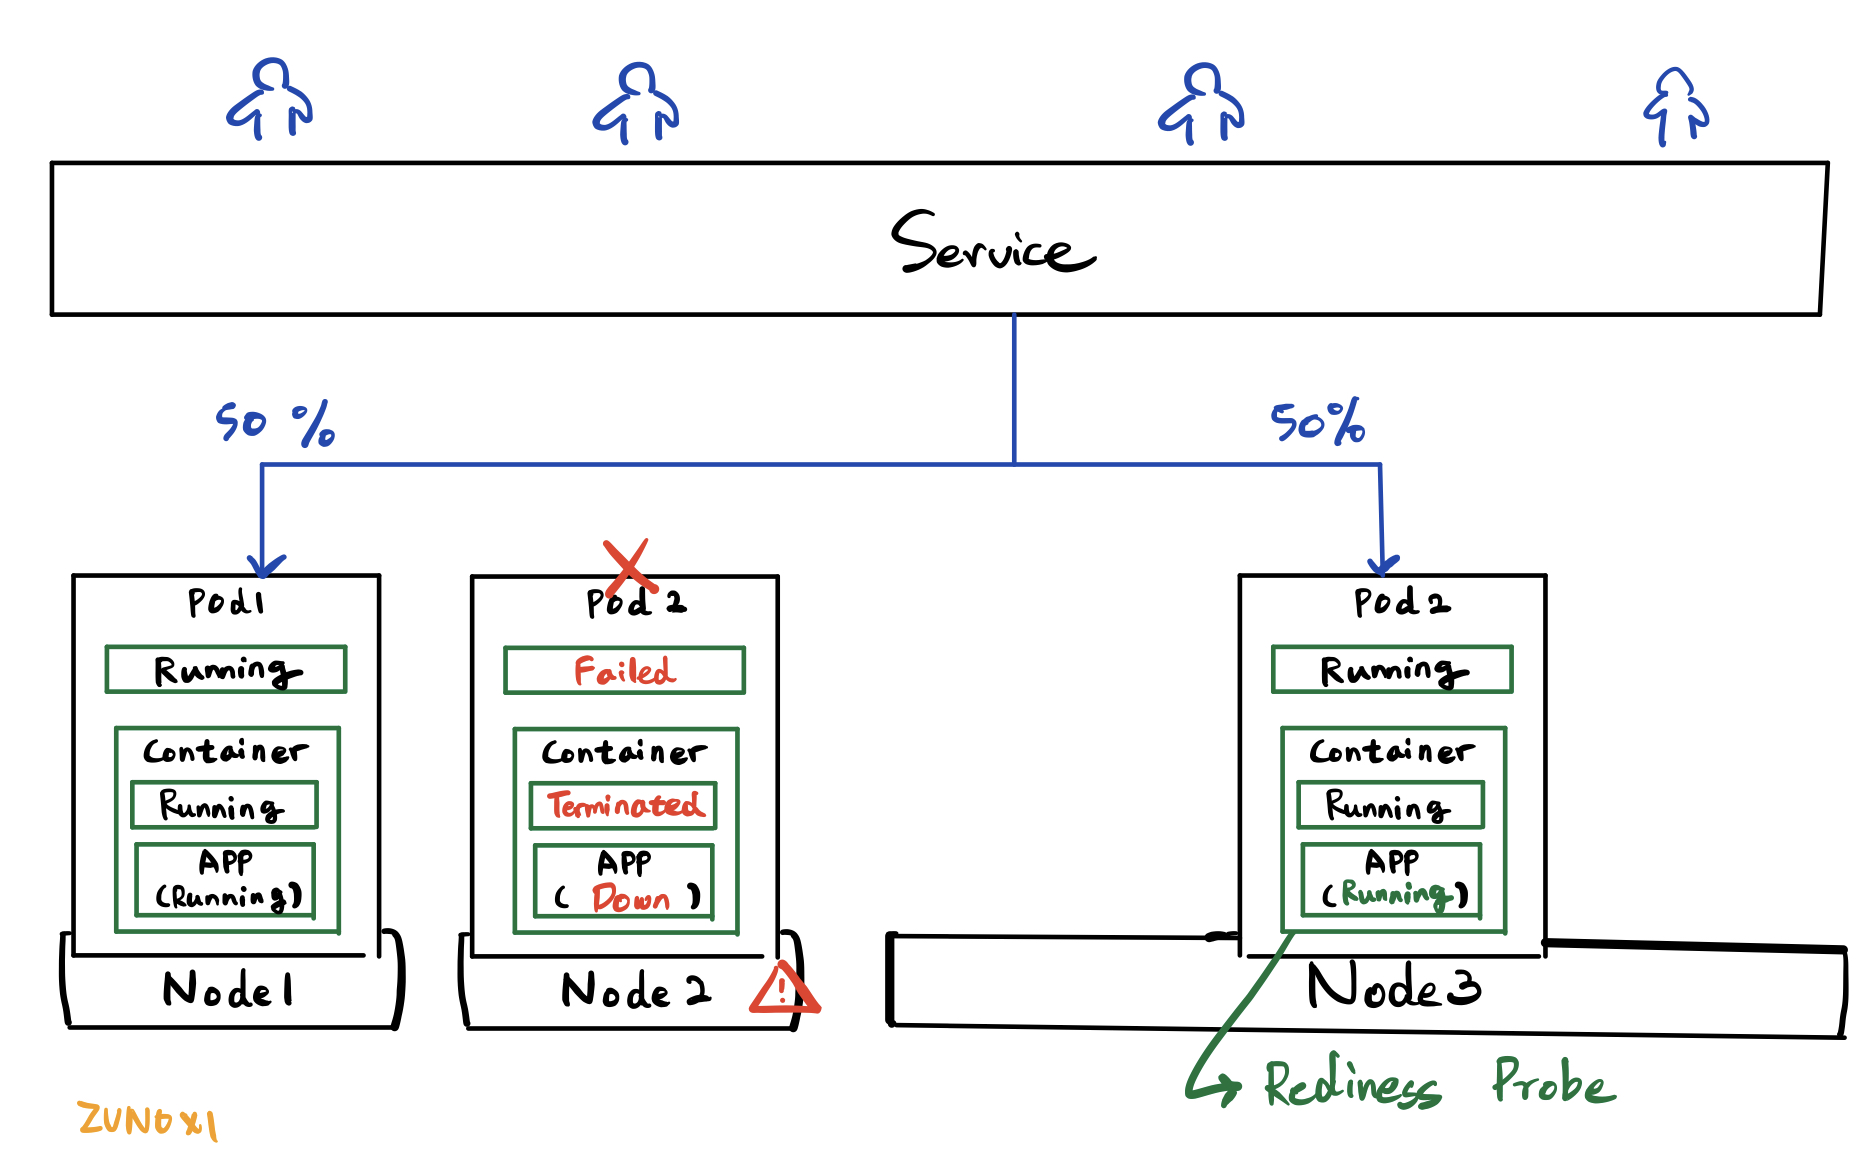 Service
50 %
50%
Pod1
Running
Container
Running
APP
(Running)
Node1
Pod 2
Failed
Container
Terminated
APP
( Down )
Node 2
!
Pod 2
Running
Container
Running
APP
(Running)
Node3
Rediness Probe
ZUNOXI